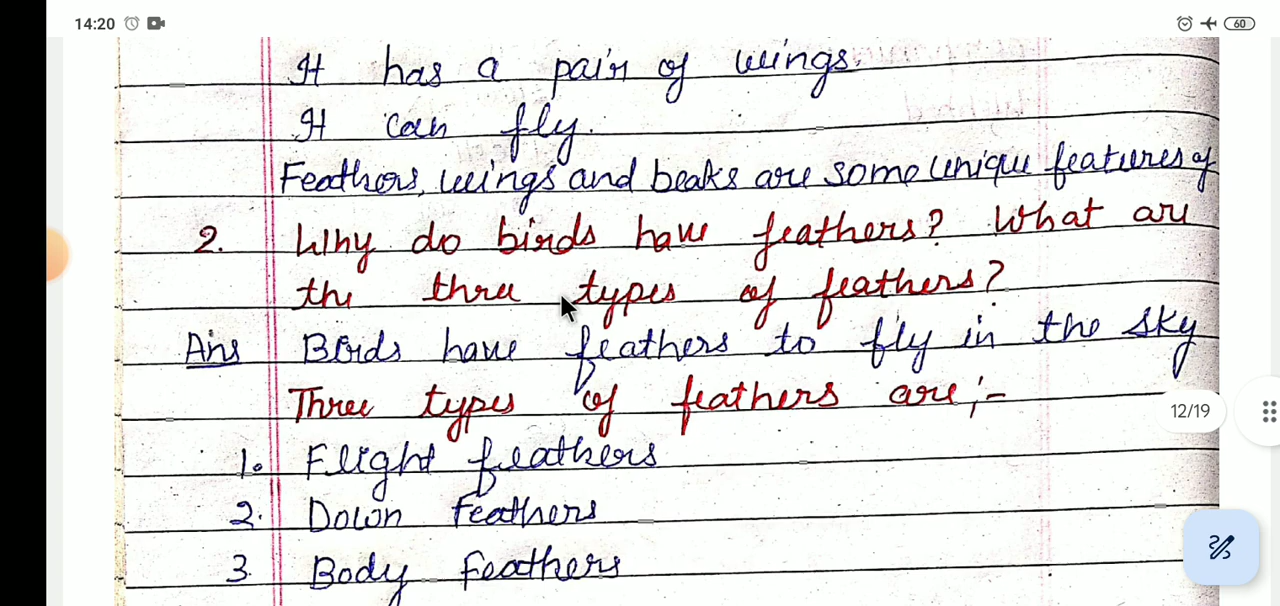 14:20
60
It has a pair of wings.
It can fly.
Feathers, wings and beaks are some unique features of
2. Why do birds have feathers? What are
the three types of feathers?
Ans Birds have feathers to fly in the sky
Three types of feathers are;-
12/19
1. Flight feathers
2. Down Feathers
3. Body Feathers